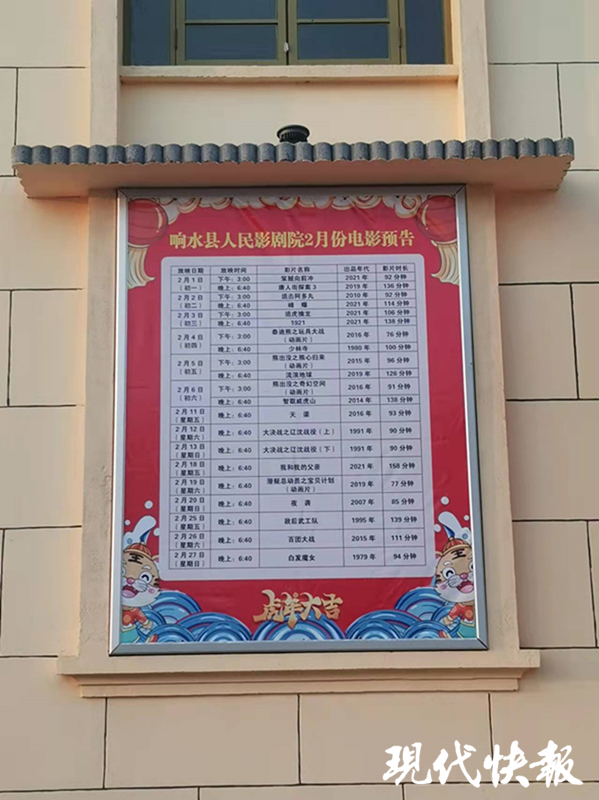 响水县人民影剧院2月份电影预告
放映日期 放映时间 影片名称 出品年代 影片时长
2月1日（初一） 下午：3:00 笨贼向前冲 2021年 92分钟
晚上：6:40 唐人街探案3 2019年 136分钟
2月2日（初二） 下午：3:00 追击阿多丸 2010年 92分钟
晚上：6:40 峰爆 2021年 114分钟
2月3日（初三） 下午：3:00 追虎擒龙 2021年 106分钟
晚上：6:40 1921 2021年 138分钟
2月4日（初四） 下午：3:00 泰迪熊之玩具大战（动画片） 2016年 76分钟
晚上：6:40 少林寺 1980年 100分钟
2月5日（初五） 下午：3:00 熊出没之熊心归来（动画片） 2015年 96分钟
晚上：6:40 流浪地球 2019年 126分钟
2月6日（初六） 下午：3:00 熊出没之奇幻空间（动画片） 2016年 91分钟
晚上：6:40 智取威虎山 2014年 138分钟
2月11日（星期五） 晚上：6:40 天渠 2016年 93分钟
2月12日（星期六） 晚上：6:40 大决战之辽沈战役（上） 1991年 90分钟
2月13日（星期日） 晚上：6:40 大决战之辽沈战役（下） 1991年 90分钟
2月18日（星期五） 晚上：6:40 我和我的父亲 2021年 158分钟
2月19日（星期六） 晚上：6:40 潜艇总动员之宝贝计划（动画片） 2019年 77分钟
2月20日（星期日） 晚上：6:40 夜袭 2007年 85分钟
2月25日（星期五） 晚上：6:40 敌后武工队 1995年 139分钟
2月26日（星期六） 晚上：6:40 百团大战 2015年 111分钟
2月27日（星期日） 晚上：6:40 白发魔女 1979年 94分钟
虎年大吉
现代快报